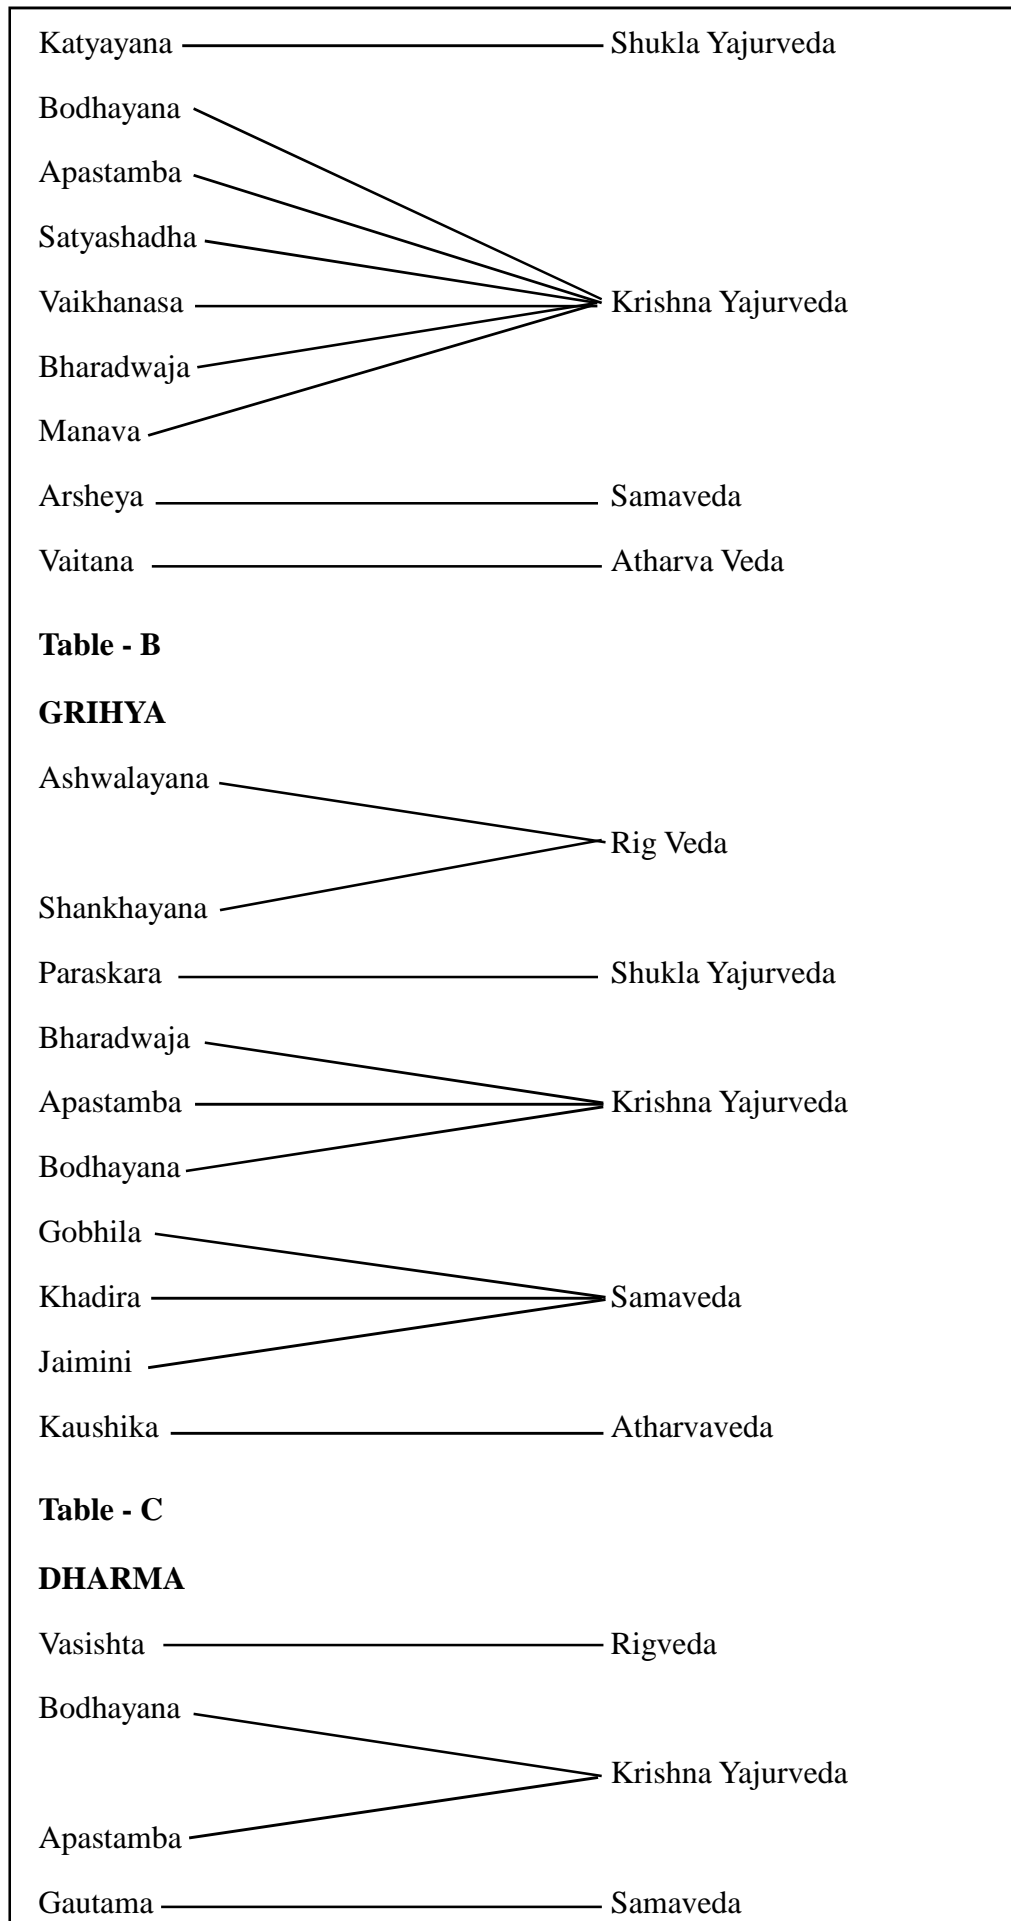 Katyayana Shukla Yajurveda
Bodhayana
Apastamba
Satyashadha
Vaikhanasa Krishna Yajurveda
Bharadwaja
Manava
Arsheya Samaveda
Vaitana Atharva Veda
Table - B
GRIHYA
Ashwalayana
Rig Veda
Shankhayana
Paraskara Shukla Yajurveda
Bharadwaja
Apastamba Krishna Yajurveda
Bodhayana
Gobhila
Khadira Samaveda
Jaimini
Kaushika Atharvaveda
Table - C
DHARMA
Vasishta Rigveda
Bodhayana
Krishna Yajurveda
Apastamba
Gautama Samaveda